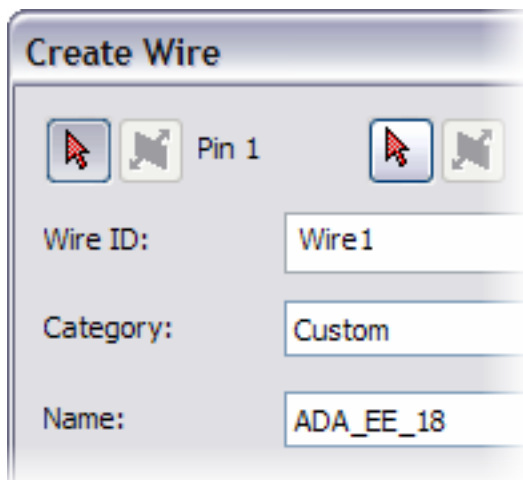 Create Wire
Pin 1
Wire ID: Wire1
Category: Custom
Name: ADA_EE_18